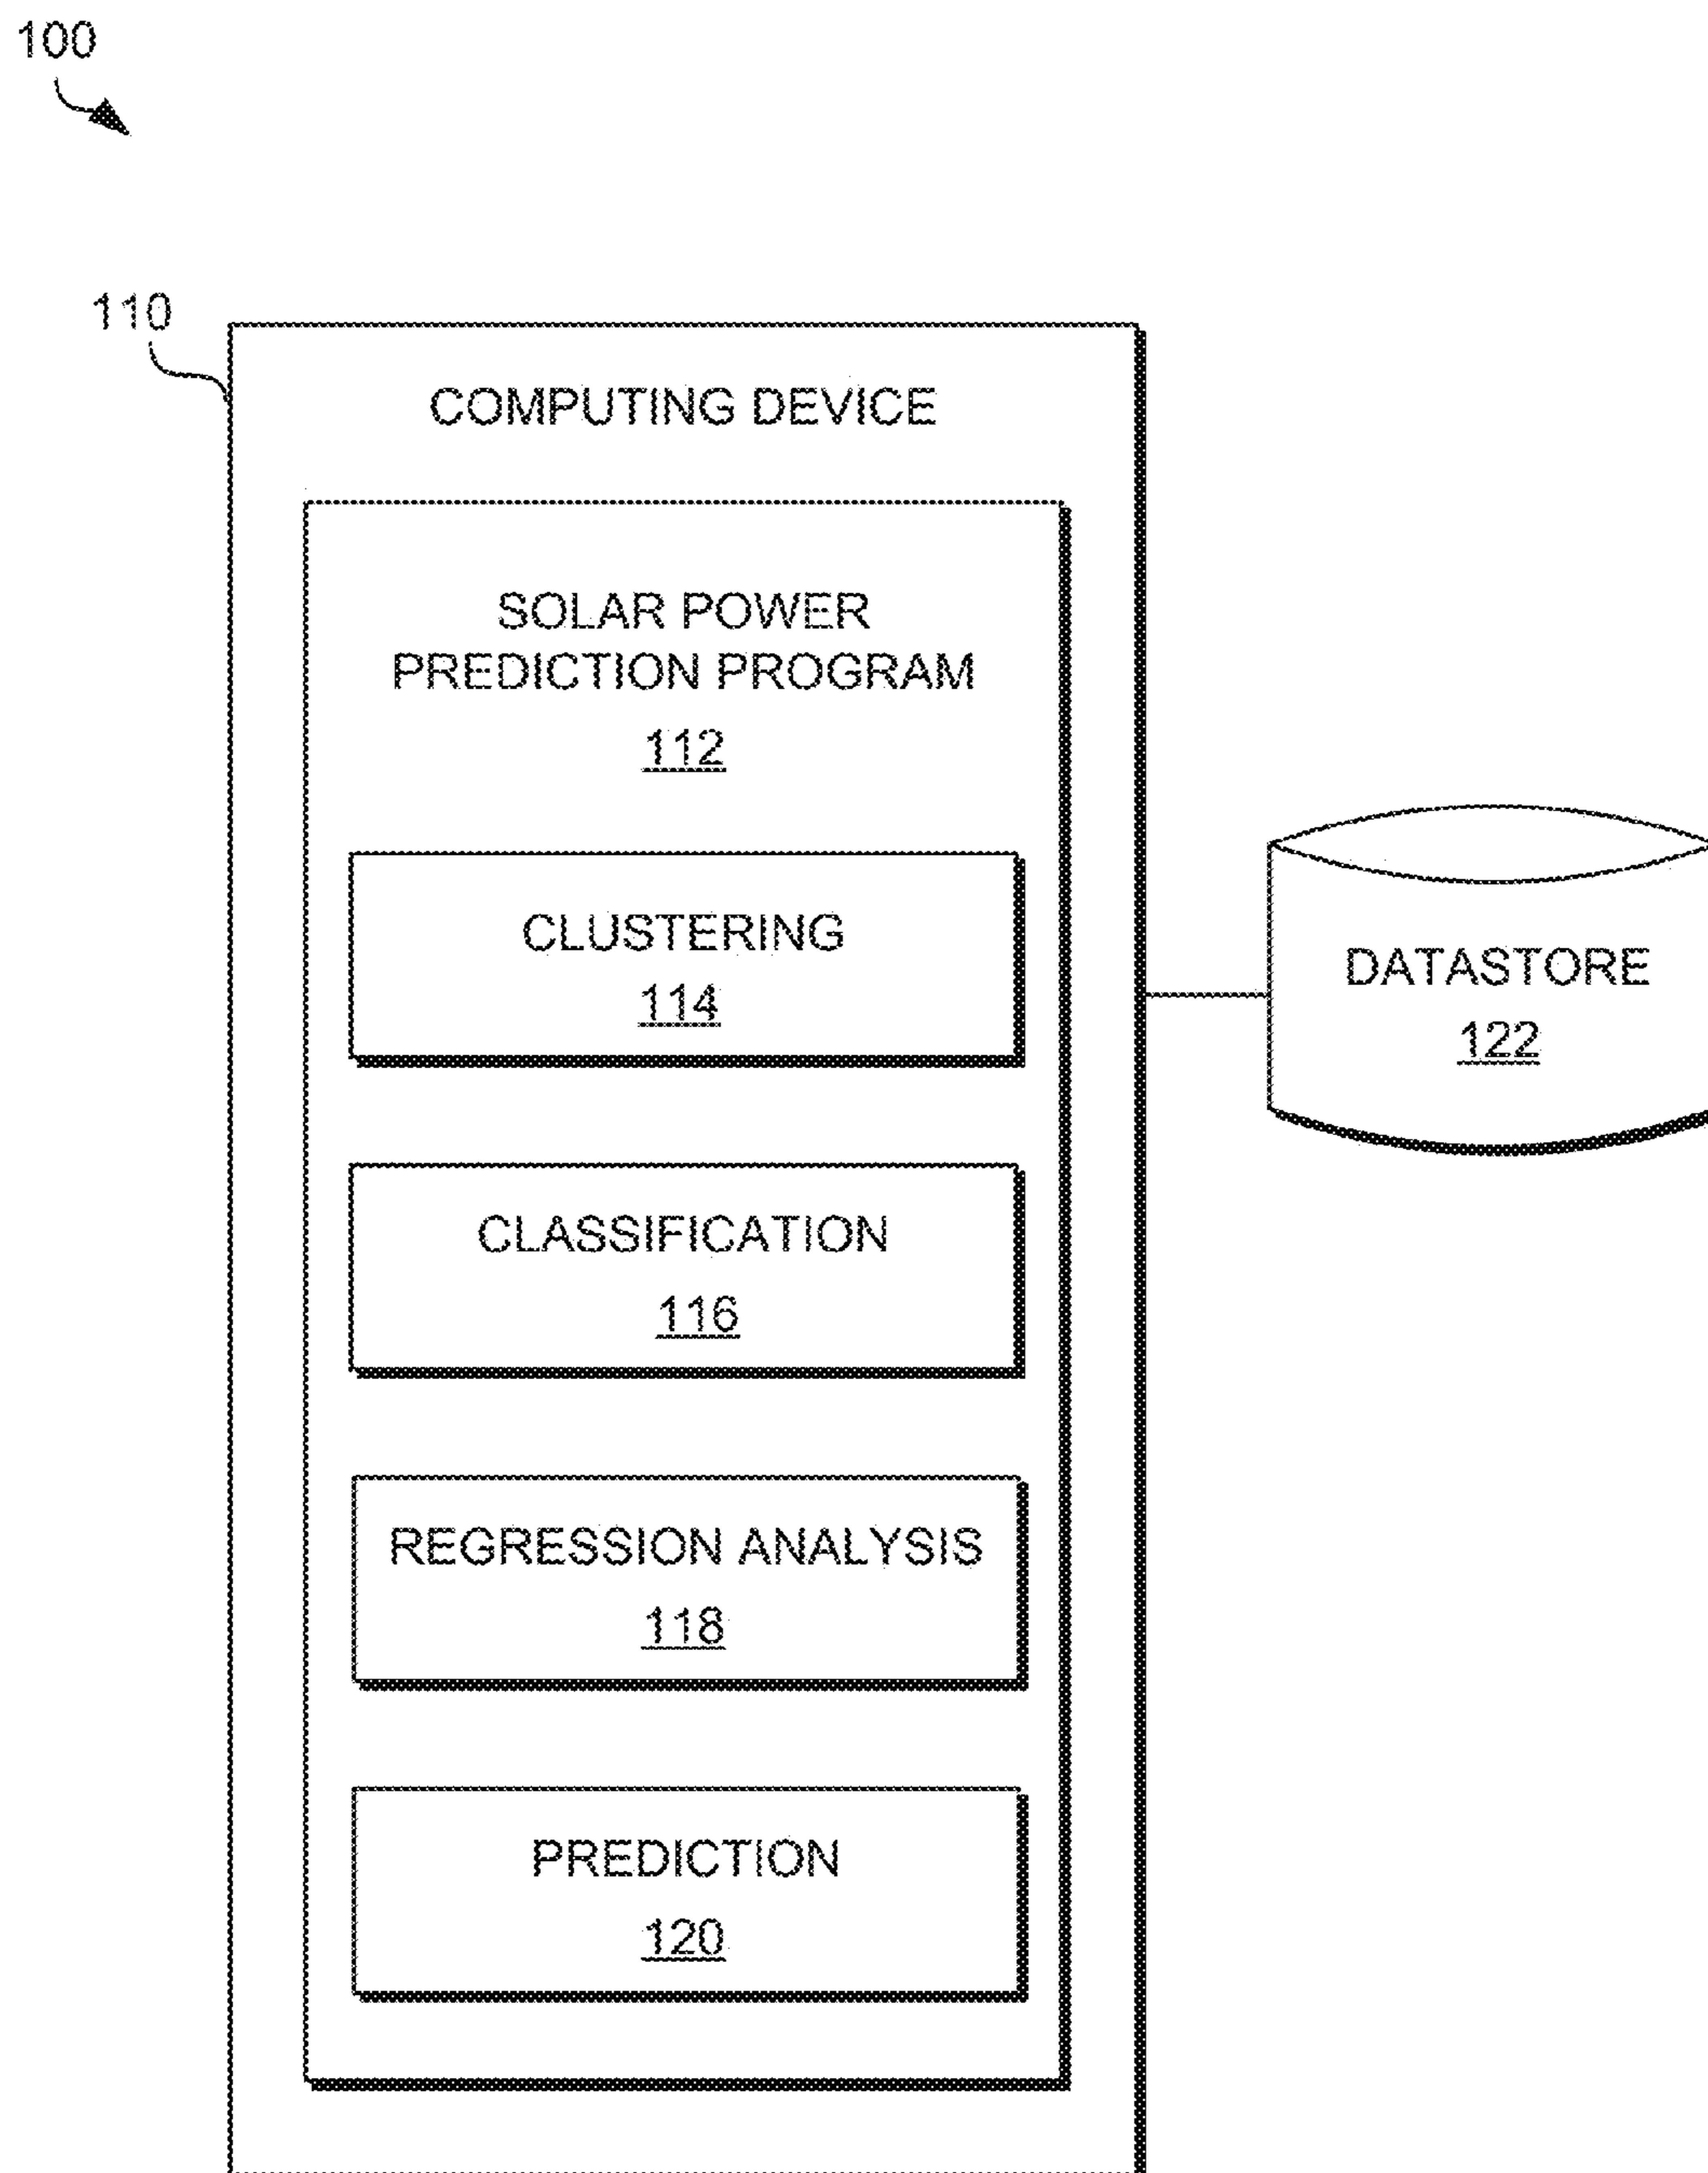 100
110
COMPUTING DEVICE
SOLAR POWER
PREDICTION PROGRAM
112
CLUSTERING
114
CLASSIFICATION
116
REGRESSION ANALYSIS
118
PREDICTION
120
DATASTORE
122